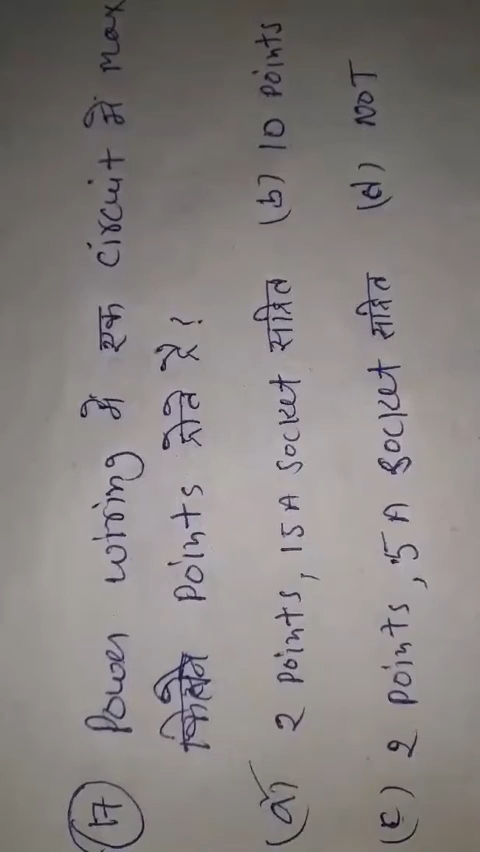 (17) Power wiring में एक circuit में max
कितने points होते है?
(a) 2 points, 15 A socket सहित (b) 10 points
(c) 2 points, 5 A socket सहित (d) NOT